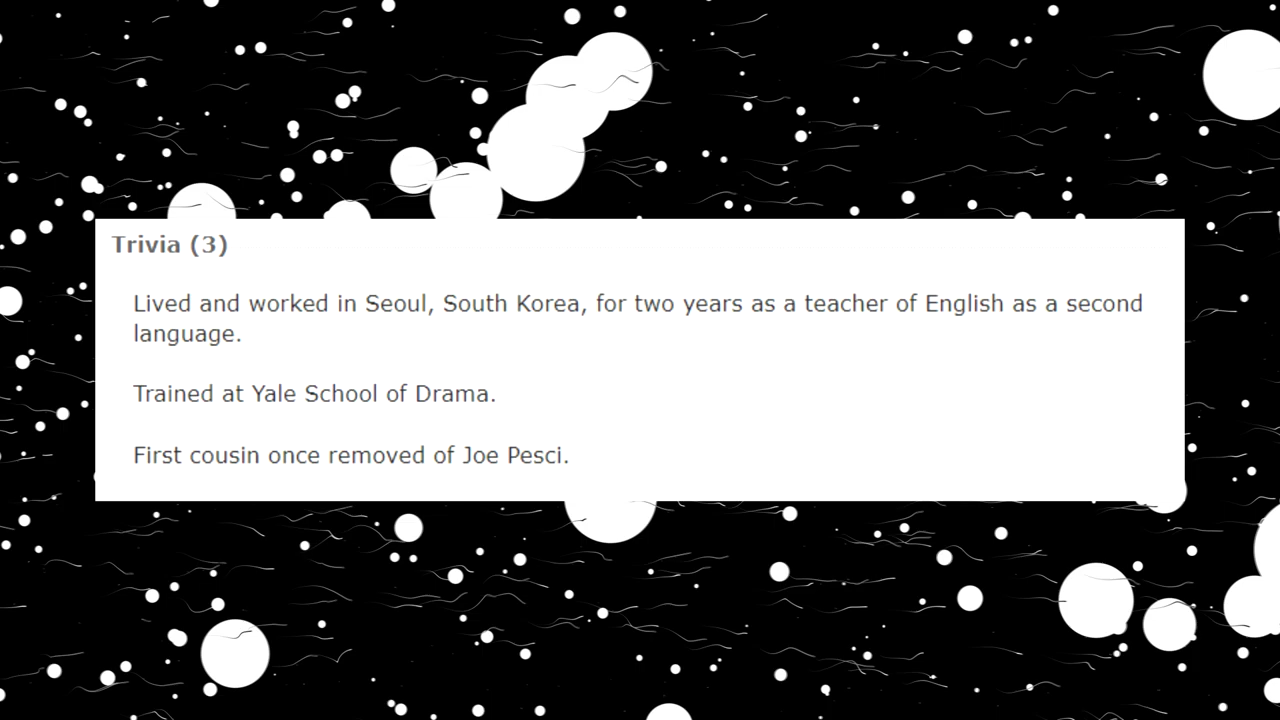 Trivia (3)
Lived and worked in Seoul, South Korea, for two years as a teacher of English as a second
language.
Trained at Yale School of Drama.
First cousin once removed of Joe Pesci.